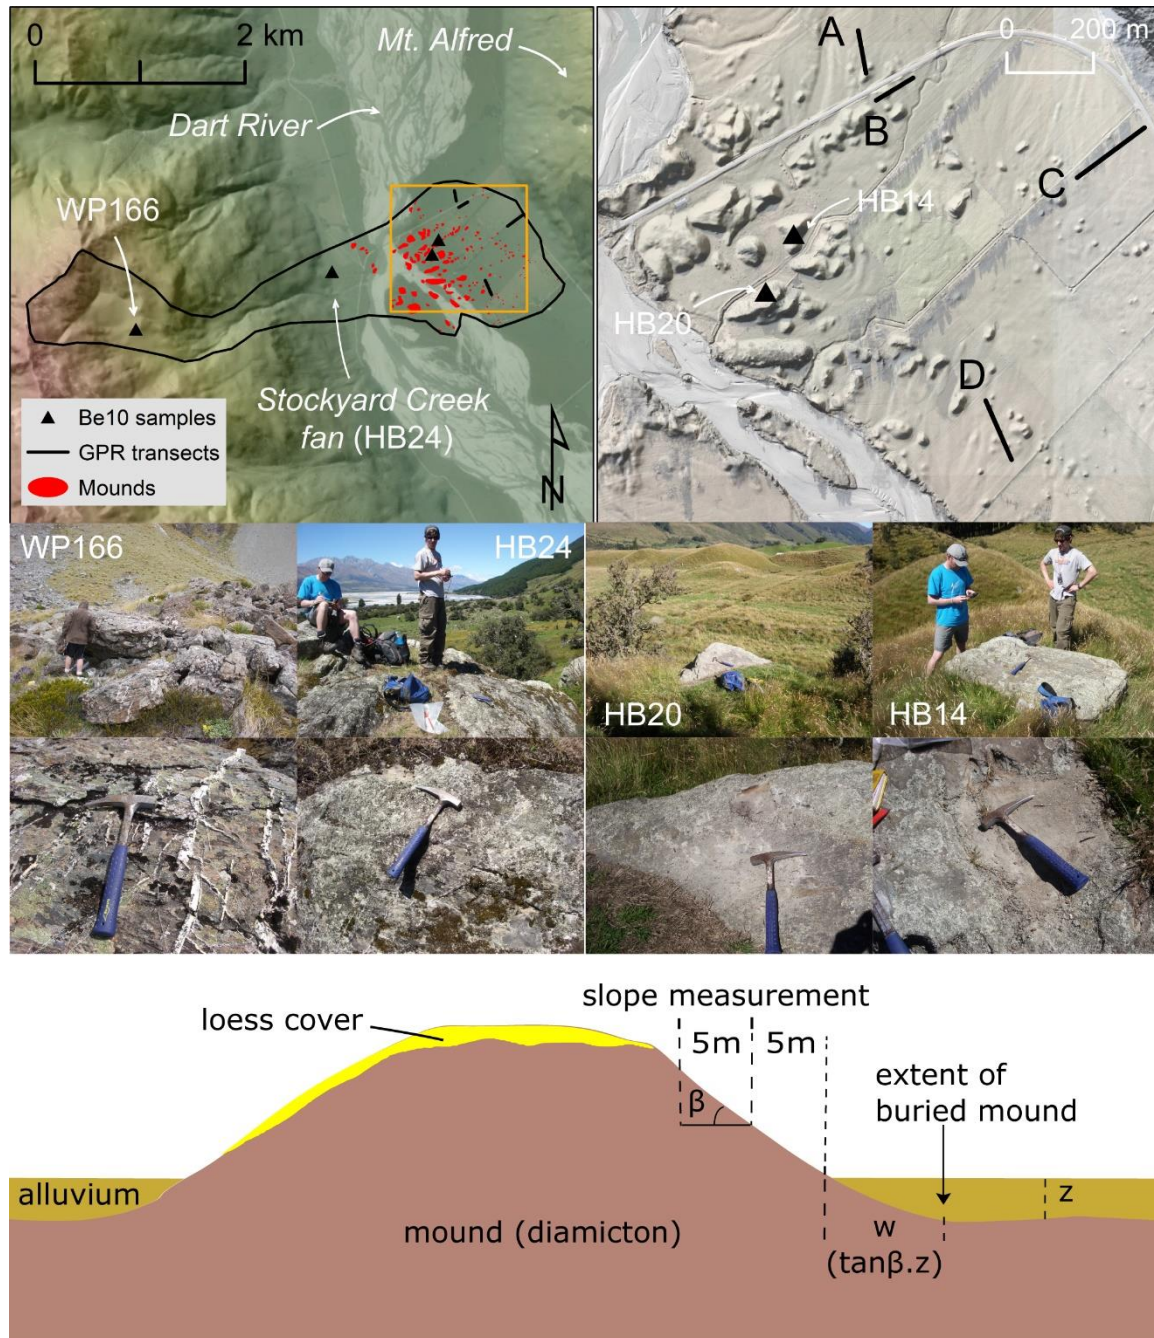 0 2 km
Mt. Alfred
Dart River
WP166
Stockyard Creek
fan (HB24)
Be10 samples
GPR transects
Mounds
N
A
0 200 m
B
C
HB14
HB20
D
WP166
HB24
HB20
HB14
slope measurement
loess cover
5m 5m
extent of
buried mound
β
alluvium
z
mound (diamicton)
w
(tanβ.z)